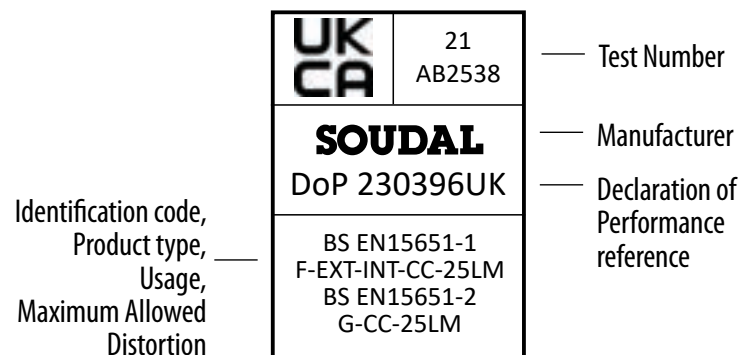 UK
CA
21
AB2538
Test Number
SOUDAL
Manufacturer
DoP 230396UK
Declaration of
Performance
reference
Identification code,
Product type,
Usage,
Maximum Allowed
Distortion
BS EN15651-1
F-EXT-INT-CC-25LM
BS EN15651-2
G-CC-25LM